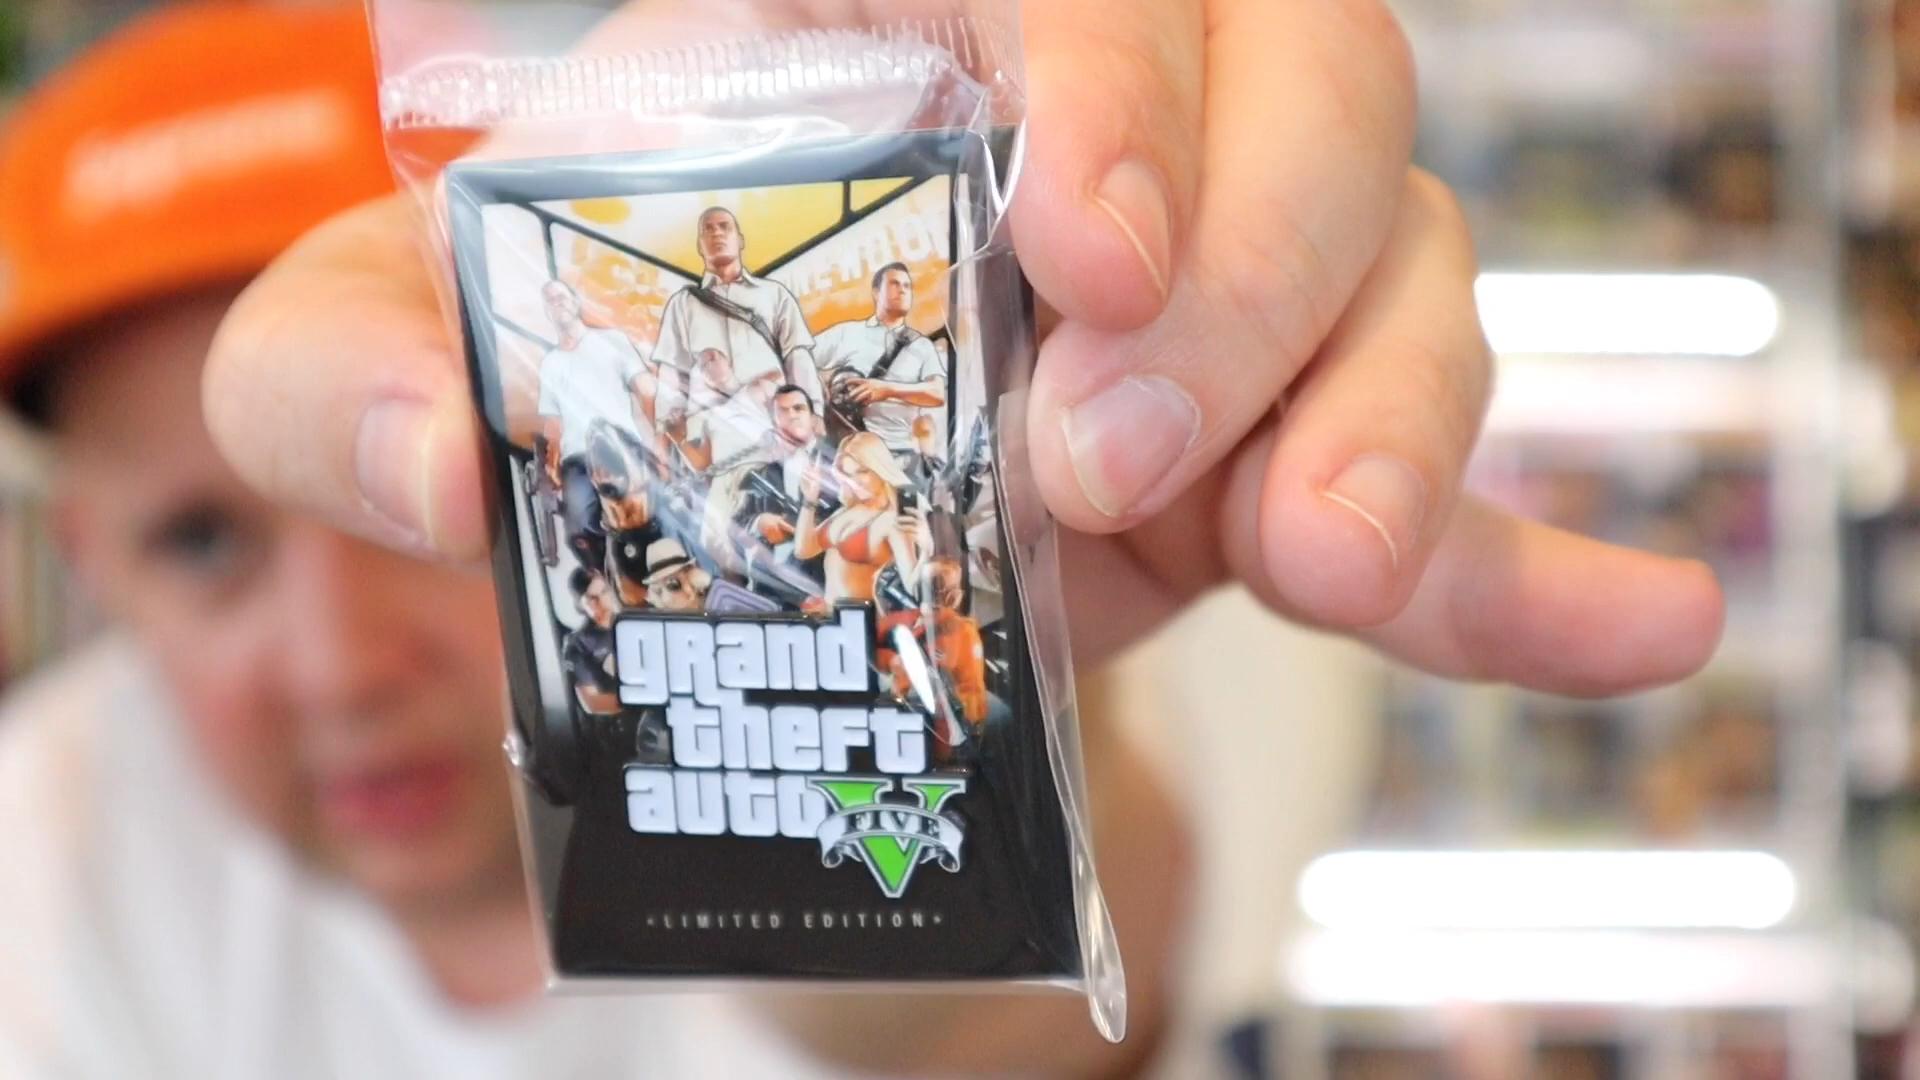 grand
theft
auto V
FIVE
•LIMITED EDITION•